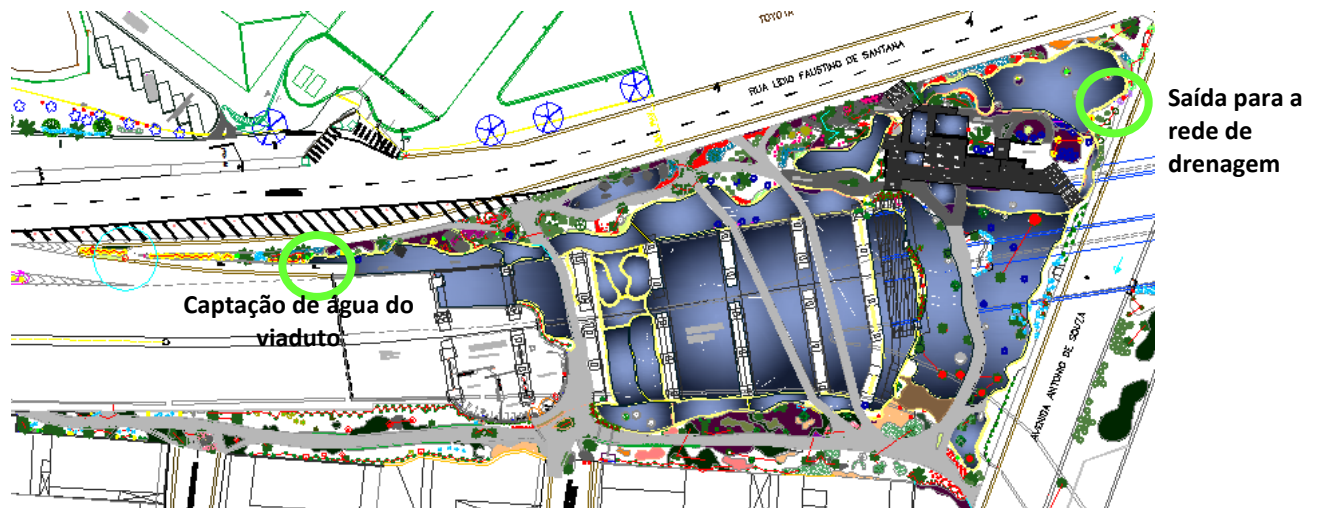 TOYOTA
RUA LÍDIO FAUSTINO DE SANTANA
Saída para a
rede de
drenagem
Captação de água do
viaduto
AVENIDA ANTONIO DE SOUZA